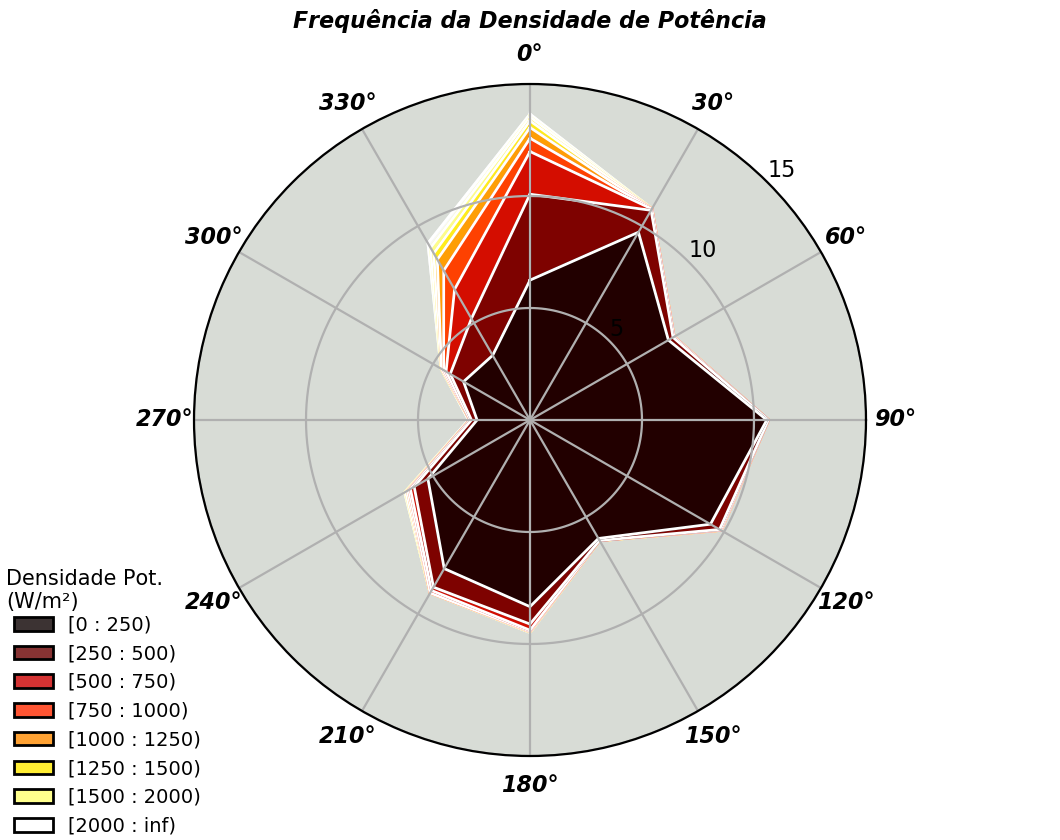 Frequência da Densidade de Potência
0°
330°
30°
15
300°
60°
10
5
270°
90°
240°
120°
210°
150°
180°
Densidade Pot.
(W/m²)
[0 : 250)
[250 : 500)
[500 : 750)
[750 : 1000)
[1000 : 1250)
[1250 : 1500)
[1500 : 2000)
[2000 : inf)